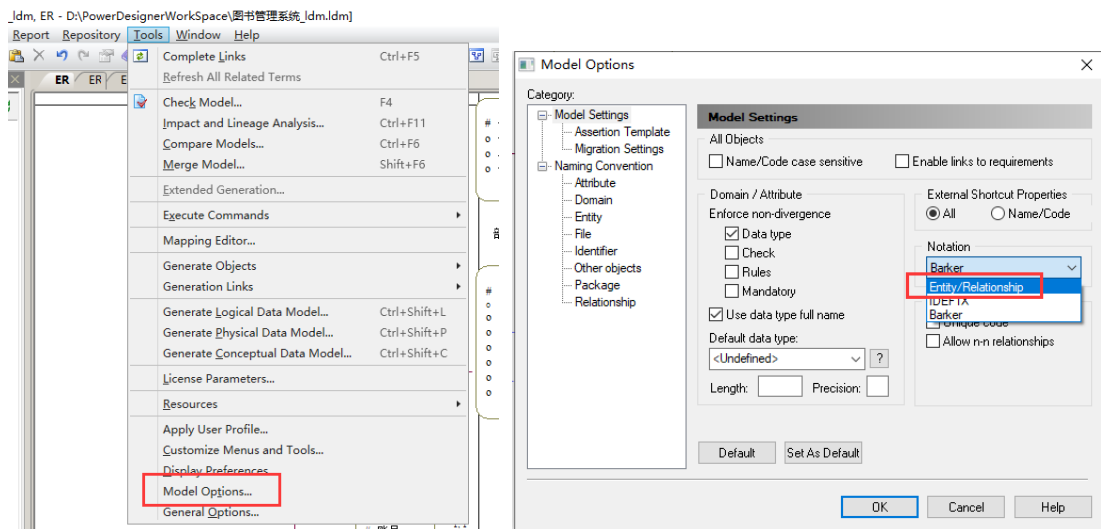 _ldm, ER - D:\PowerDesignerWorkSpace\图书管理系统_ldm.ldm]
Report Repository Tools Window Help
ER ER E
Complete Links Ctrl+F5
Refresh All Related Terms
Check Model... F4
Impact and Lineage Analysis... Ctrl+F11
Compare Models... Ctrl+F6
Merge Model... Shift+F6
Extended Generation...
Execute Commands
Mapping Editor...
Generate Objects
Generation Links
Generate Logical Data Model... Ctrl+Shift+L
Generate Physical Data Model... Ctrl+Shift+P
Generate Conceptual Data Model... Ctrl+Shift+C
License Parameters...
Resources
Apply User Profile...
Customize Menus and Tools...
Display Preferences...
Model Options...
General Options...
Model Options
Category:
Model Settings
Assertion Template
Migration Settings
Naming Convention
Attribute
Domain
Entity
File
Identifier
Other objects
Package
Relationship
Model Settings
All Objects
Name/Code case sensitive Enable links to requirements
Domain / Attribute
Enforce non-divergence
Data type
Check
Rules
Mandatory
Use data type full name
Default data type:
<Undefined> ?
Length: Precision:
External Shortcut Properties
All Name/Code
Notation
Barker
Entity/Relationship
IDEF1X
Barker
Unique code
Allow n-n relationships
Default Set As Default
OK Cancel Help